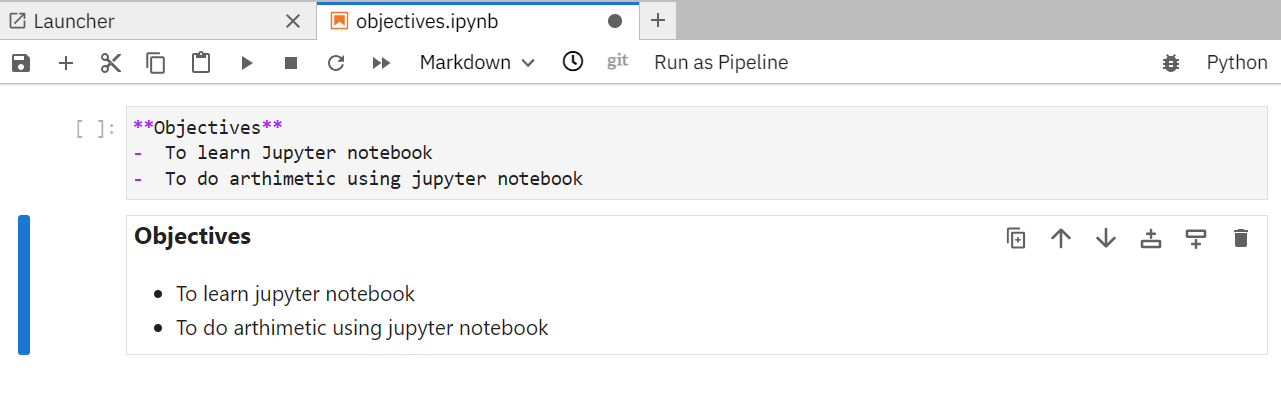 Launcher
objectives.ipynb
Markdown git Run as Pipeline Python
[ ]: **Objectives**
- To learn Jupyter notebook
- To do arthimetic using jupyter notebook
Objectives
• To learn jupyter notebook
• To do arthimetic using jupyter notebook